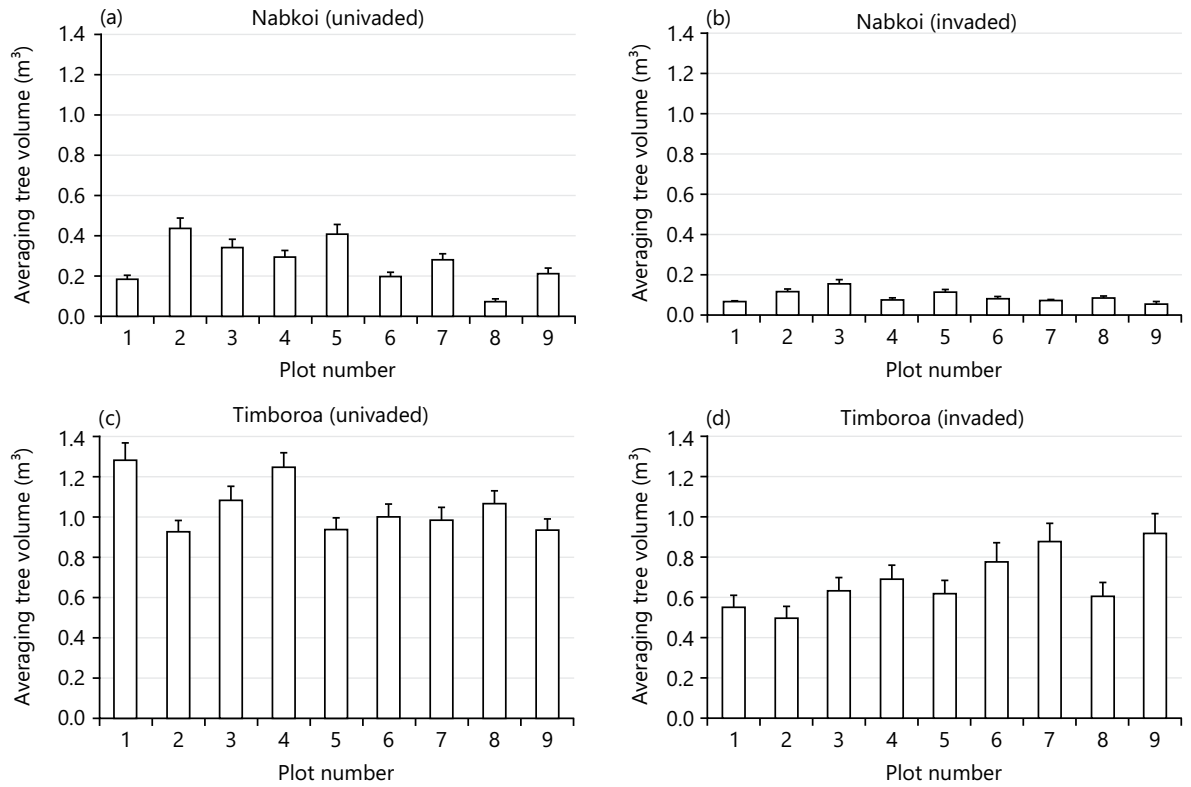 (a)
Nabkoi (univaded)
Averaging tree volume (m³)
1.4
1.2
1.0
0.8
0.6
0.4
0.2
0.0
1 2 3 4 5 6 7 8 9
Plot number
(b)
Nabkoi (invaded)
Averaging tree volume (m³)
1.4
1.2
1.0
0.8
0.6
0.4
0.2
0.0
1 2 3 4 5 6 7 8 9
Plot number
(c)
Timboroa (univaded)
Averaging tree volume (m³)
1.4
1.2
1.0
0.8
0.6
0.4
0.2
0.0
1 2 3 4 5 6 7 8 9
Plot number
(d)
Timboroa (invaded)
Averaging tree volume (m³)
1.4
1.2
1.0
0.8
0.6
0.4
0.2
0.0
1 2 3 4 5 6 7 8 9
Plot number